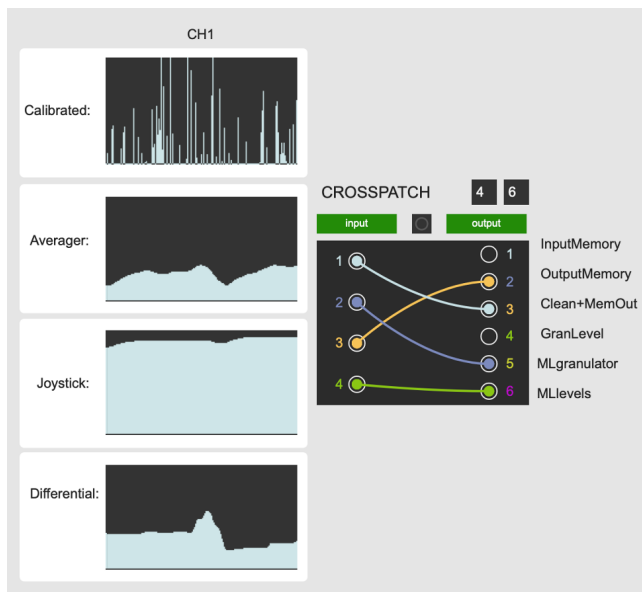 CH1
Calibrated:
Averager:
Joystick:
Differential:
CROSSPATCH 4 6
input output
1 1 InputMemory
2 2 OutputMemory
3 3 Clean+MemOut
4 4 GranLevel
5 MLgranulator
6 MLlevels